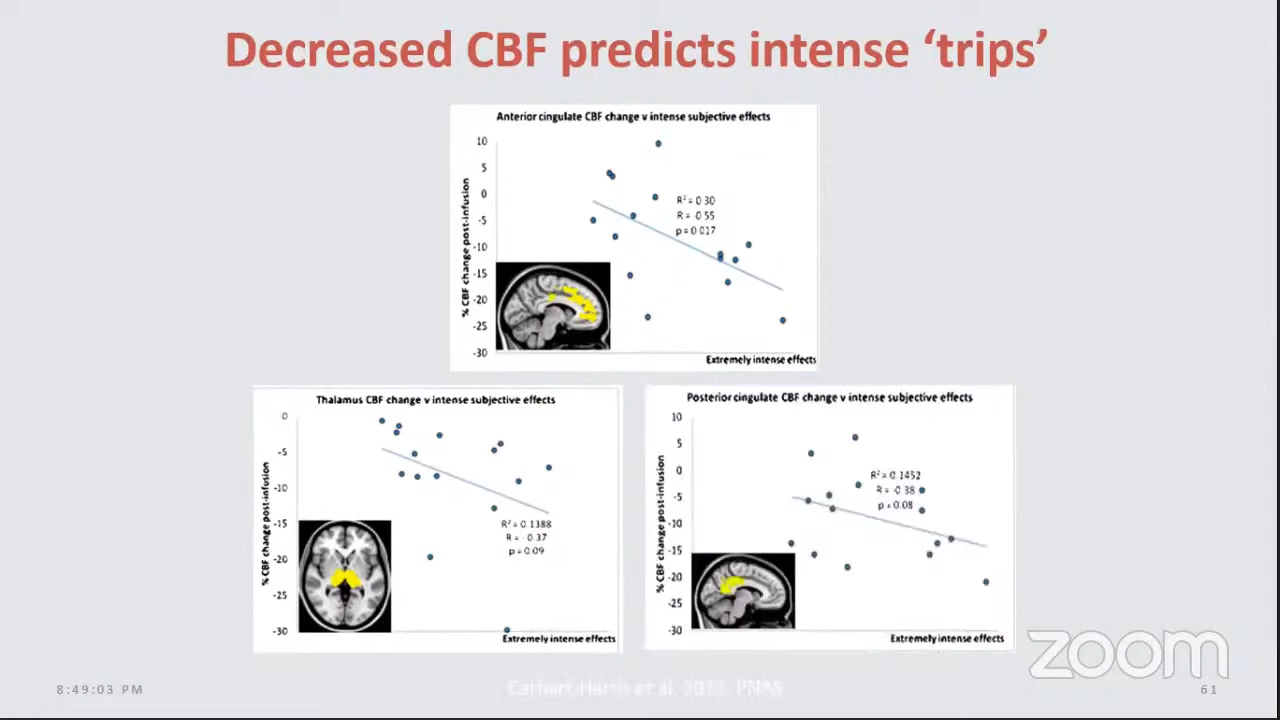 Decreased CBF predicts intense ‘trips’
Anterior cingulate CBF change v intense subjective effects
10
5
0
-5
-10
-15
-20
-25
-30
% CBF change post-infusion
R² = 0.30
R = -0.55
p = 0.017
Extremely intense effects
Thalamus CBF change v intense subjective effects
0
-5
-10
-15
-20
-25
-30
% CBF change post-infusion
R² = 0.1388
R = -0.37
p = 0.09
Extremely intense effects
Posterior cingulate CBF change v intense subjective effects
10
5
0
-5
-10
-15
-20
-25
-30
% CBF change post-infusion
R² = 0.1452
R = -0.38
p = 0.08
Extremely intense effects
zoom
8:49:03 PM
Carhart-Harris et al PNAS
61